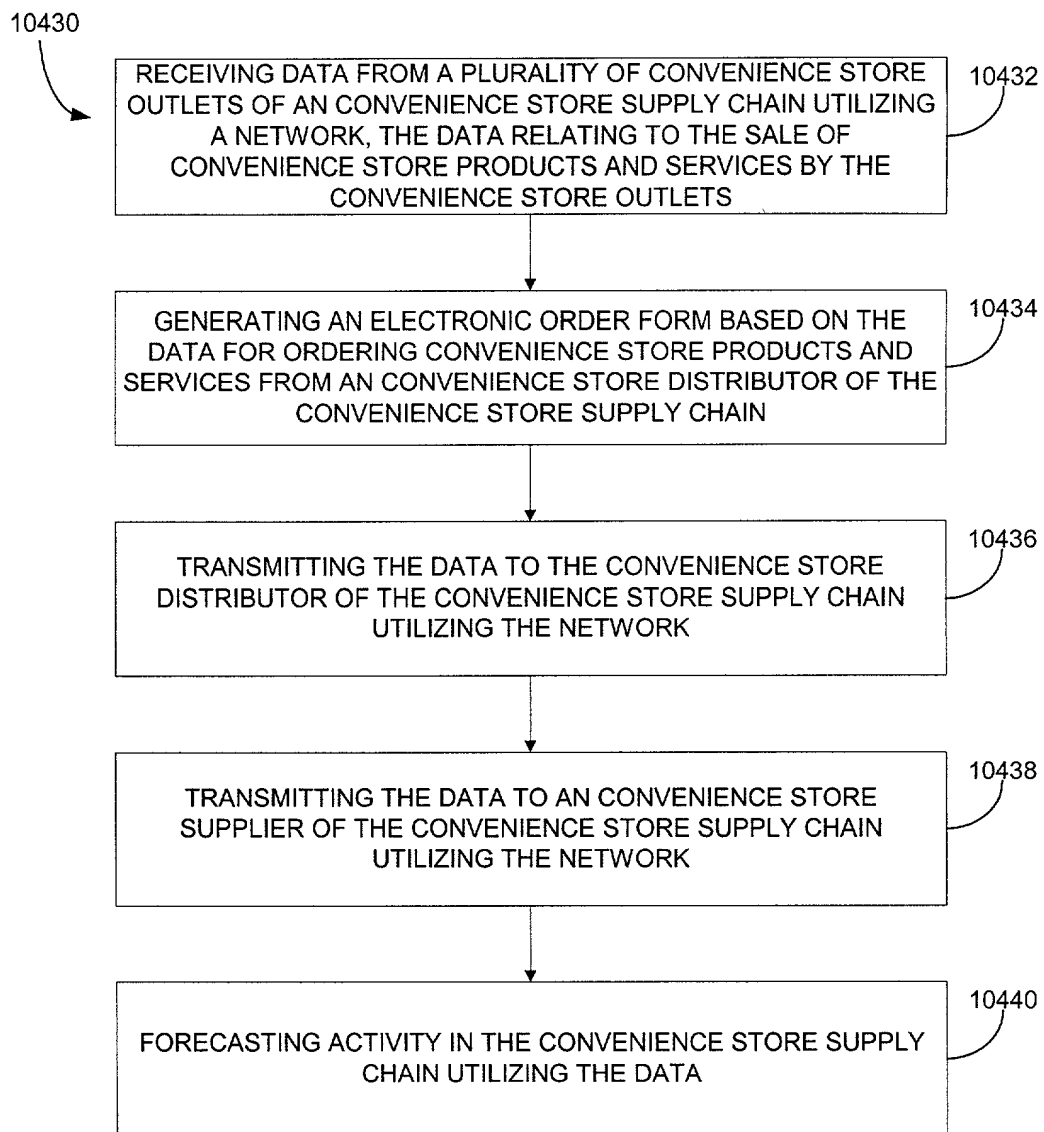 10430
RECEIVING DATA FROM A PLURALITY OF CONVENIENCE STORE
OUTLETS OF AN CONVENIENCE STORE SUPPLY CHAIN UTILIZING
A NETWORK, THE DATA RELATING TO THE SALE OF
CONVENIENCE STORE PRODUCTS AND SERVICES BY THE
CONVENIENCE STORE OUTLETS
10432
GENERATING AN ELECTRONIC ORDER FORM BASED ON THE
DATA FOR ORDERING CONVENIENCE STORE PRODUCTS AND
SERVICES FROM AN CONVENIENCE STORE DISTRIBUTOR OF THE
CONVENIENCE STORE SUPPLY CHAIN
10434
TRANSMITTING THE DATA TO THE CONVENIENCE STORE
DISTRIBUTOR OF THE CONVENIENCE STORE SUPPLY CHAIN
UTILIZING THE NETWORK
10436
TRANSMITTING THE DATA TO AN CONVENIENCE STORE
SUPPLIER OF THE CONVENIENCE STORE SUPPLY CHAIN
UTILIZING THE NETWORK
10438
FORECASTING ACTIVITY IN THE CONVENIENCE STORE SUPPLY
CHAIN UTILIZING THE DATA
10440